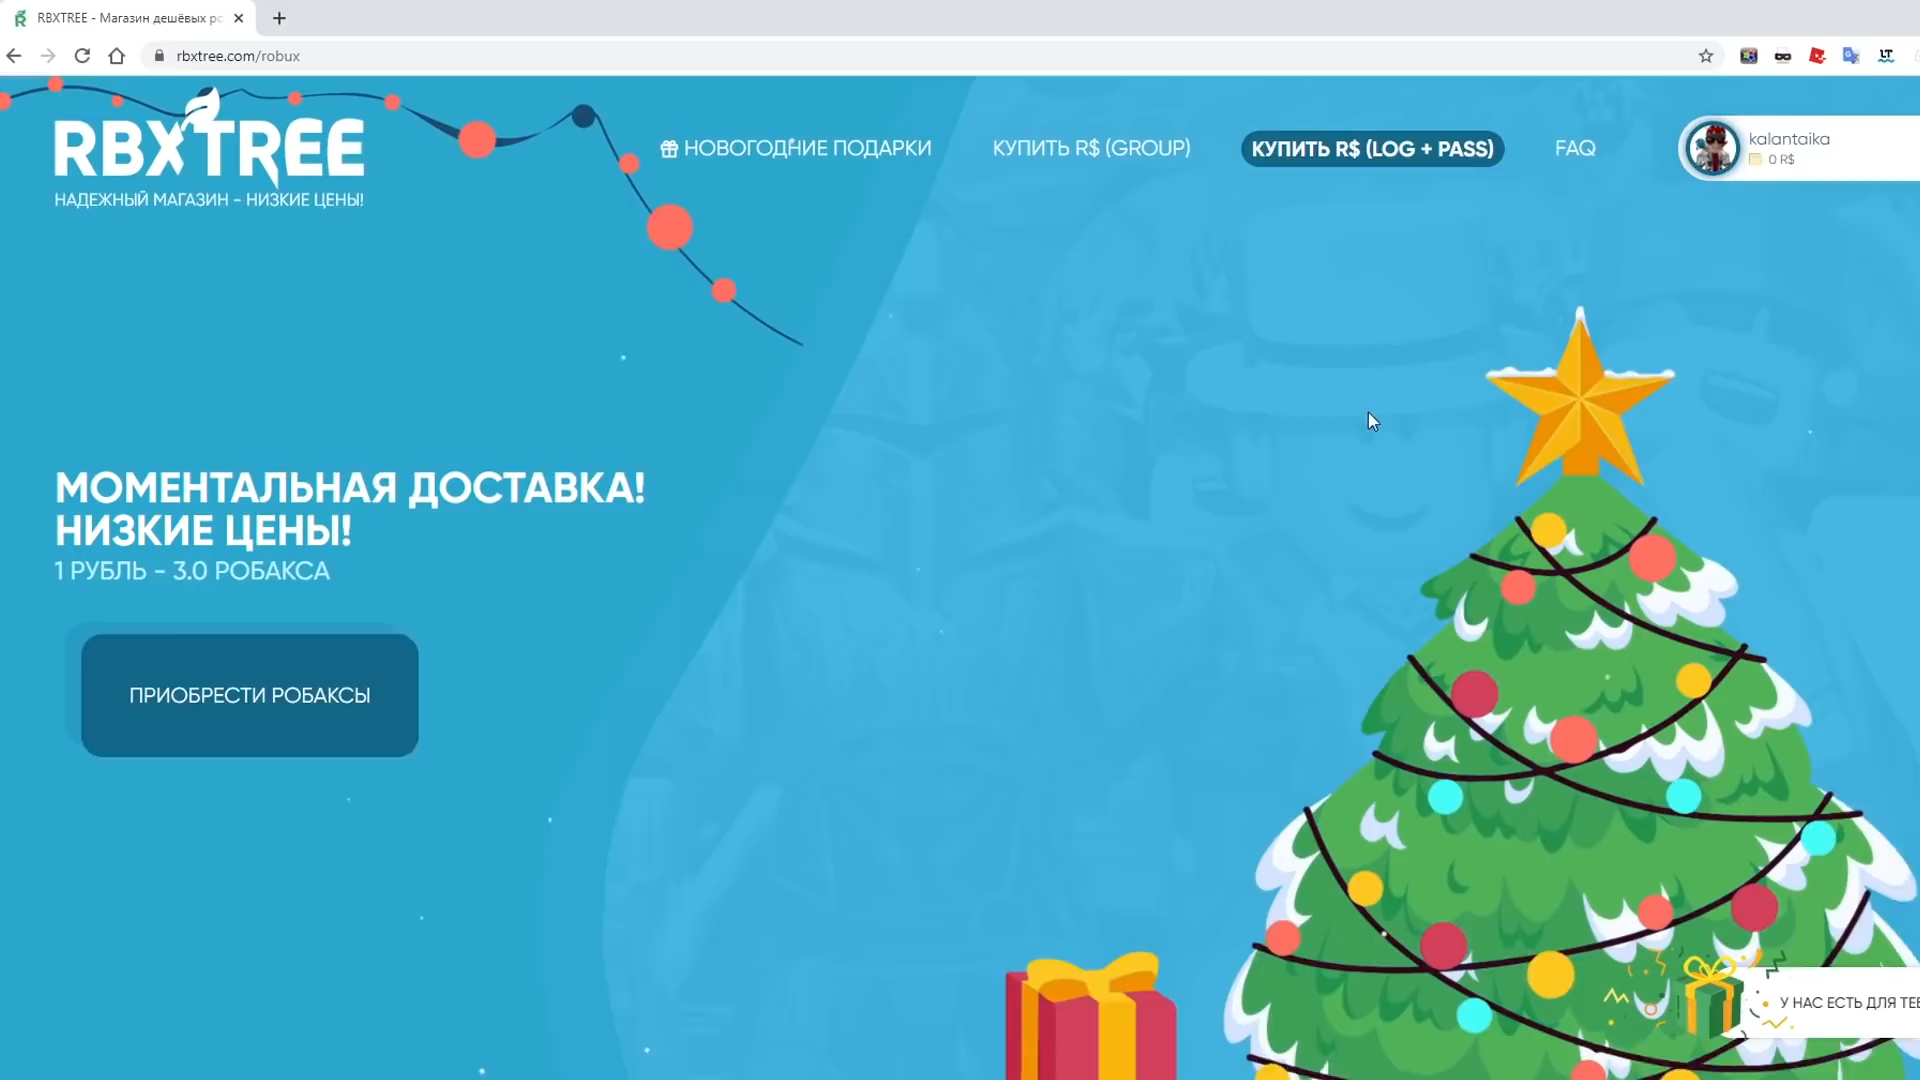 RBXTREE - Магазин дешёвых
rbxtree.com/robux
RBXTREE
НАДЕЖНЫЙ МАГАЗИН - НИЗКИЕ ЦЕНЫ!
НОВОГОДНИЕ ПОДАРКИ
КУПИТЬ R$ (GROUP)
КУПИТЬ R$ (LOG + PASS)
FAQ
kalantaika
0 R$
МОМЕНТАЛЬНАЯ ДОСТАВКА!
НИЗКИЕ ЦЕНЫ!
1 РУБЛЬ - 3.0 РОБАКСА
ПРИОБРЕСТИ РОБАКСЫ
У НАС ЕСТЬ ДЛЯ